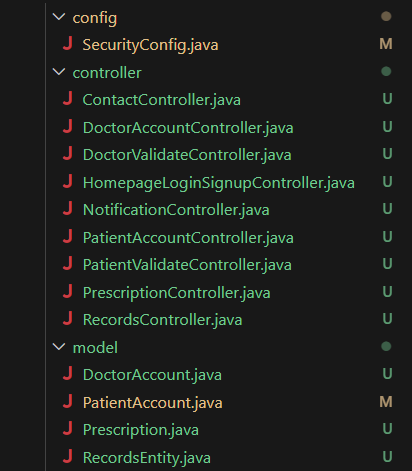 config
SecurityConfig.java M
controller
ContactController.java U
DoctorAccountController.java U
DoctorValidateController.java U
HomepageLoginSignupController.java U
NotificationController.java U
PatientAccountController.java U
PatientValidateController.java U
PrescriptionController.java U
RecordsController.java U
model
DoctorAccount.java U
PatientAccount.java M
Prescription.java U
RecordsEntity.java U